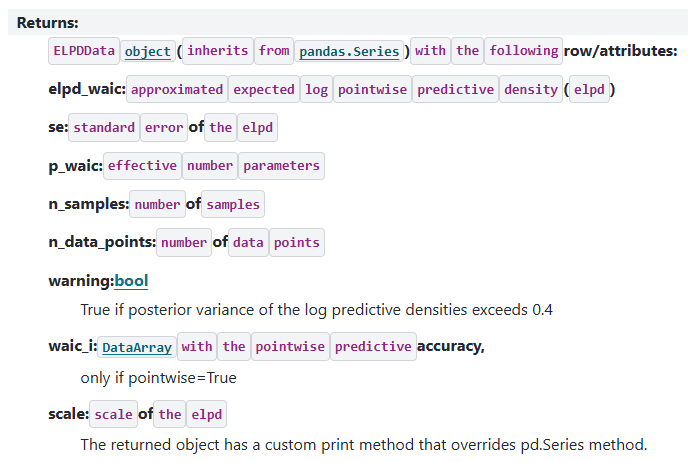 Returns:
ELPDData object (inherits from pandas.Series) with the following row/attributes:
elpd_waic: approximated expected log pointwise predictive density (elpd)
se: standard error of the elpd
p_waic: effective number parameters
n_samples: number of samples
n_data_points: number of data points
warning: bool
True if posterior variance of the log predictive densities exceeds 0.4
waic_i: DataArray with the pointwise predictive accuracy,
only if pointwise=True
scale: scale of the elpd
The returned object has a custom print method that overrides pd.Series method.